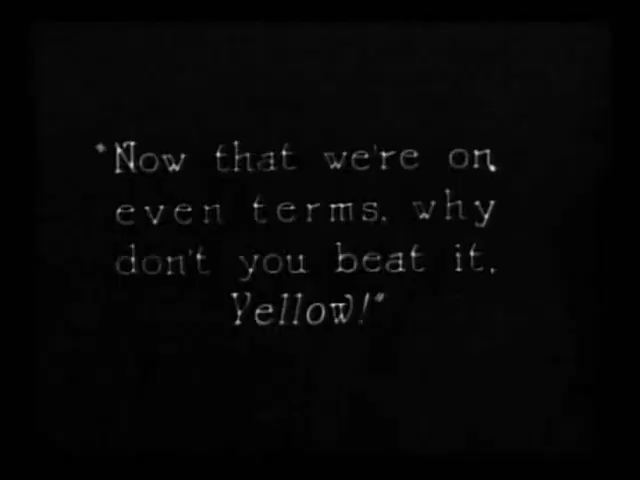 "Now that we're on
even terms, why
don't you beat it,
Yellow!"